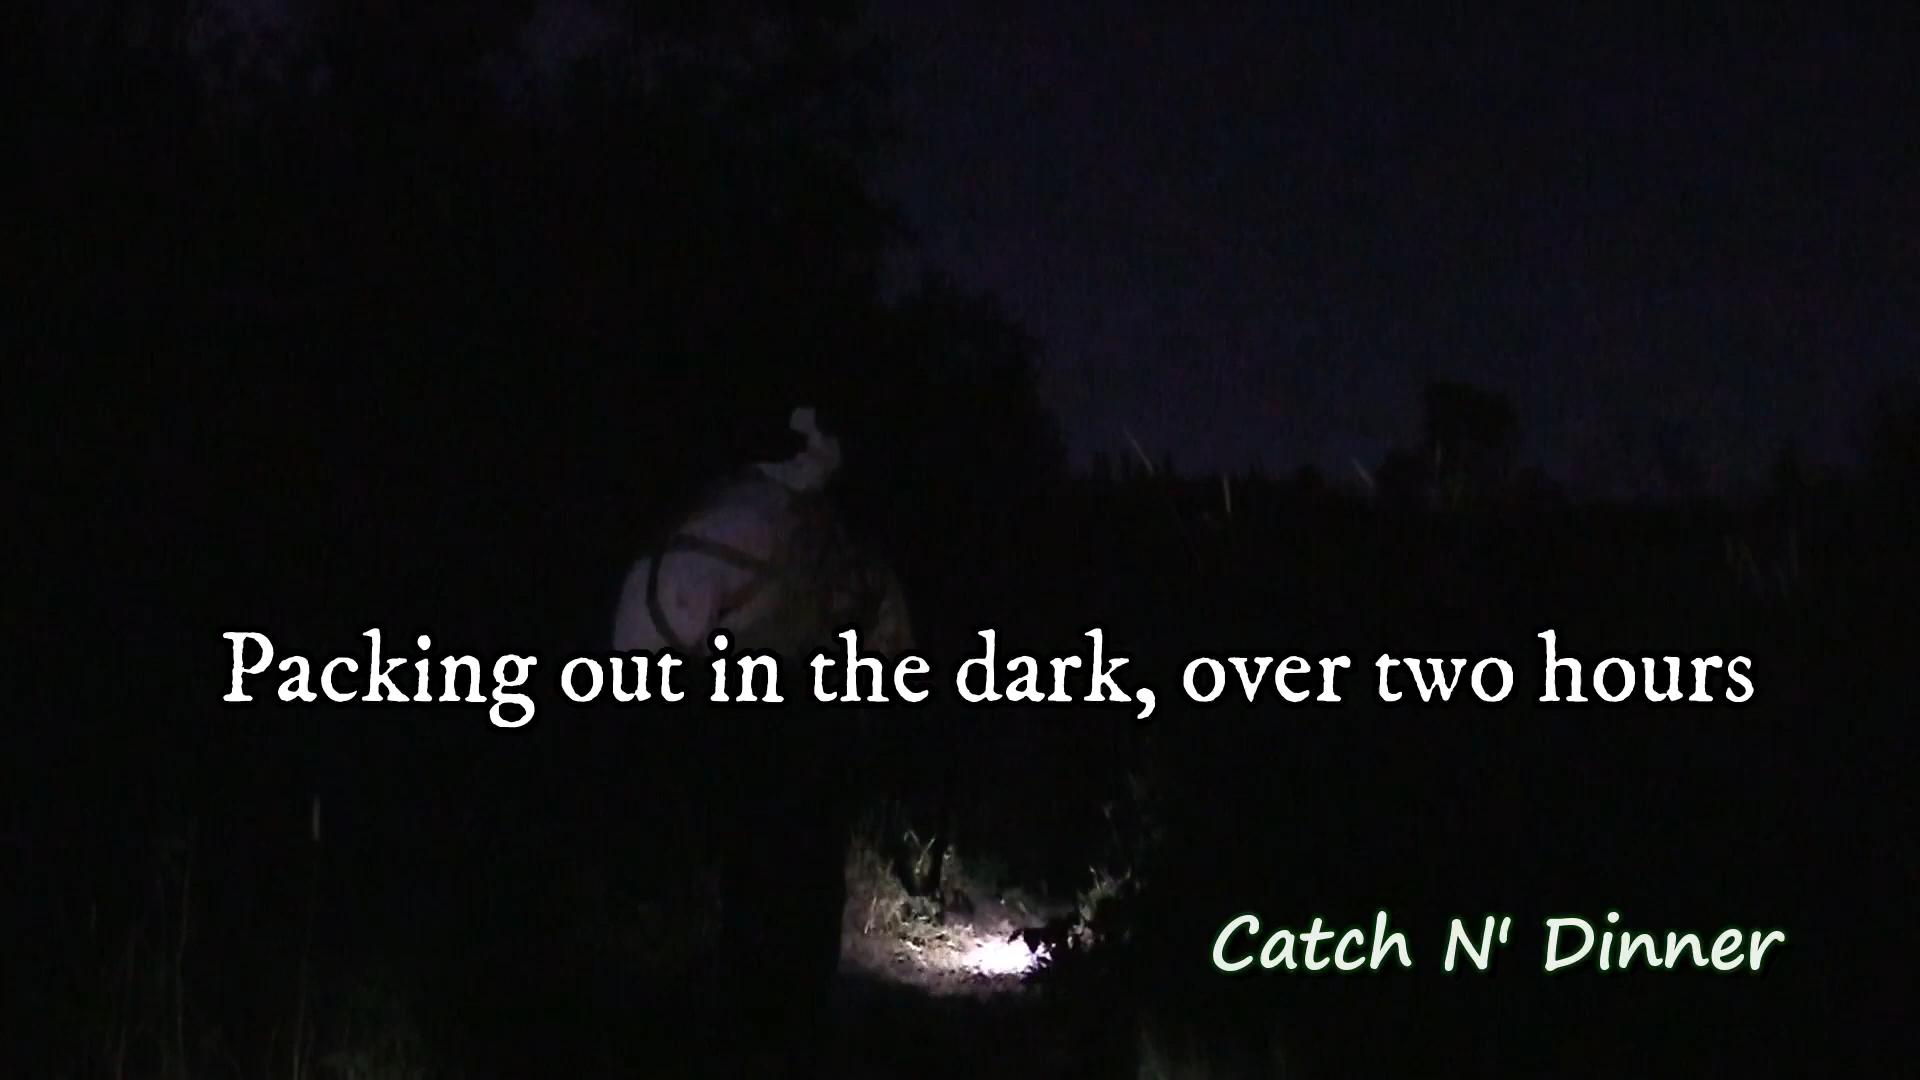 Packing out in the dark, over two hours
Catch N' Dinner